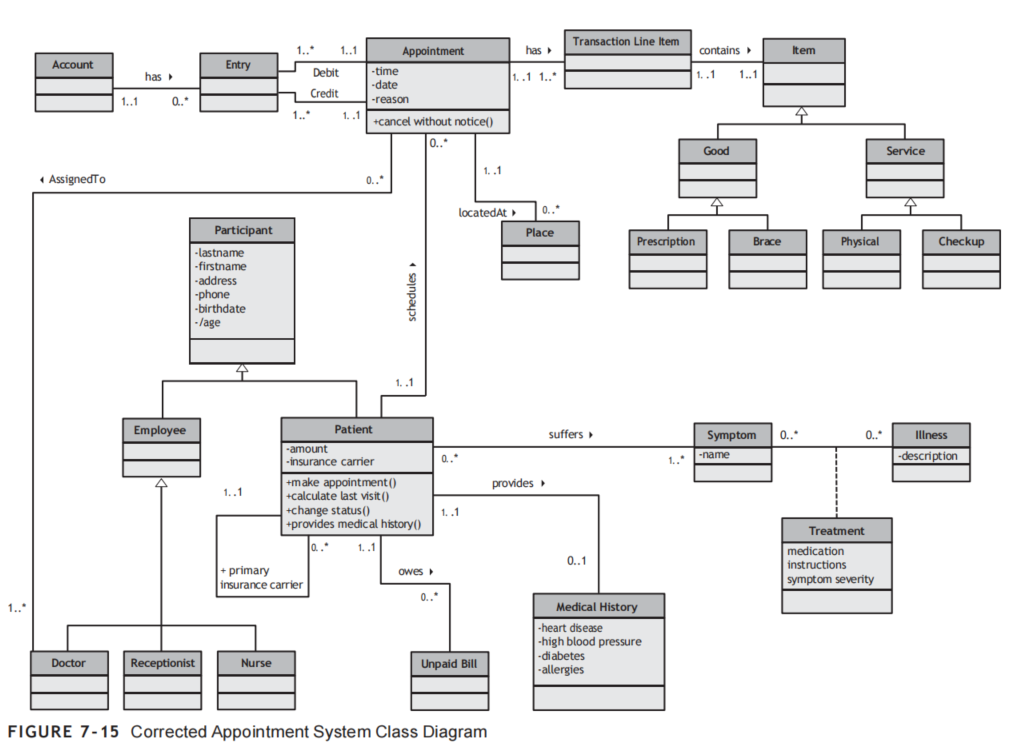 Account
has ▸
1..1
0..*
Entry
1..*
1..1
Debit
Credit
1..*
1..1
Appointment
-time
-date
-reason
+cancel without notice()
has ▸
1..1 1..*
Transaction Line Item
contains ▸
1..1
1..1
Item
Good
Service
Prescription
Brace
Physical
Checkup
◂ AssignedTo
0..*
0..*
1..1
locatedAt ▸
0..*
Place
schedules ▸
1..1
Participant
-lastname
-firstname
-address
-phone
-birthdate
-/age
Employee
Patient
-amount
-insurance carrier
+make appointment()
+calculate last visit()
+change status()
+provides medical history()
suffers ▸
0..*
1..*
Symptom
-name
0..*
0..*
Illness
-description
Treatment
medication
instructions
symptom severity
provides ▸
1..1
0..1
Medical History
-heart disease
-high blood pressure
-diabetes
-allergies
1..1
0..*
+ primary
insurance carrier
1..1
owes ▸
0..*
Unpaid Bill
1..*
Doctor
Receptionist
Nurse
FIGURE 7-15 Corrected Appointment System Class Diagram